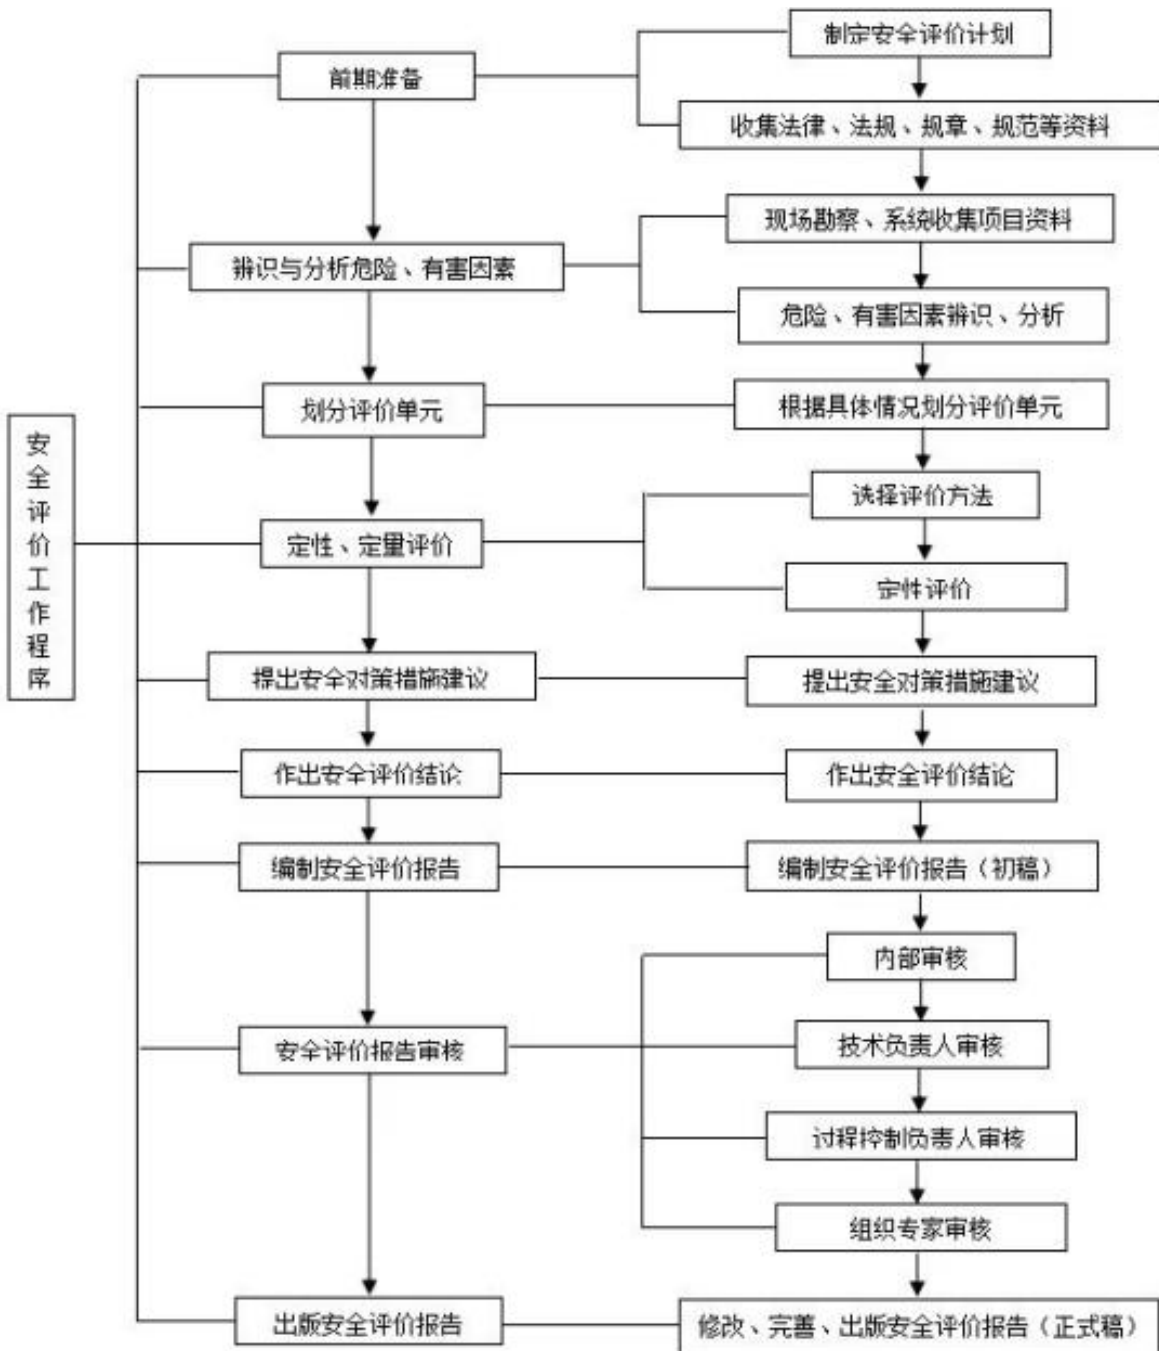 制定安全评价计划
前期准备
收集法律、法规、规章、规范等资料
现场勘察、系统收集项目资料
辨识与分析危险、有害因素
危险、有害因素辨识、分析
划分评价单元
根据具体情况划分评价单元
安全评价工作程序
选择评价方法
定性、定量评价
定性评价
提出安全对策措施建议
提出安全对策措施建议
作出安全评价结论
作出安全评价结论
编制安全评价报告
编制安全评价报告（初稿）
内部审核
安全评价报告审核
技术负责人审核
过程控制负责人审核
组织专家审核
出版安全评价报告
修改、完善、出版安全评价报告（正式稿）